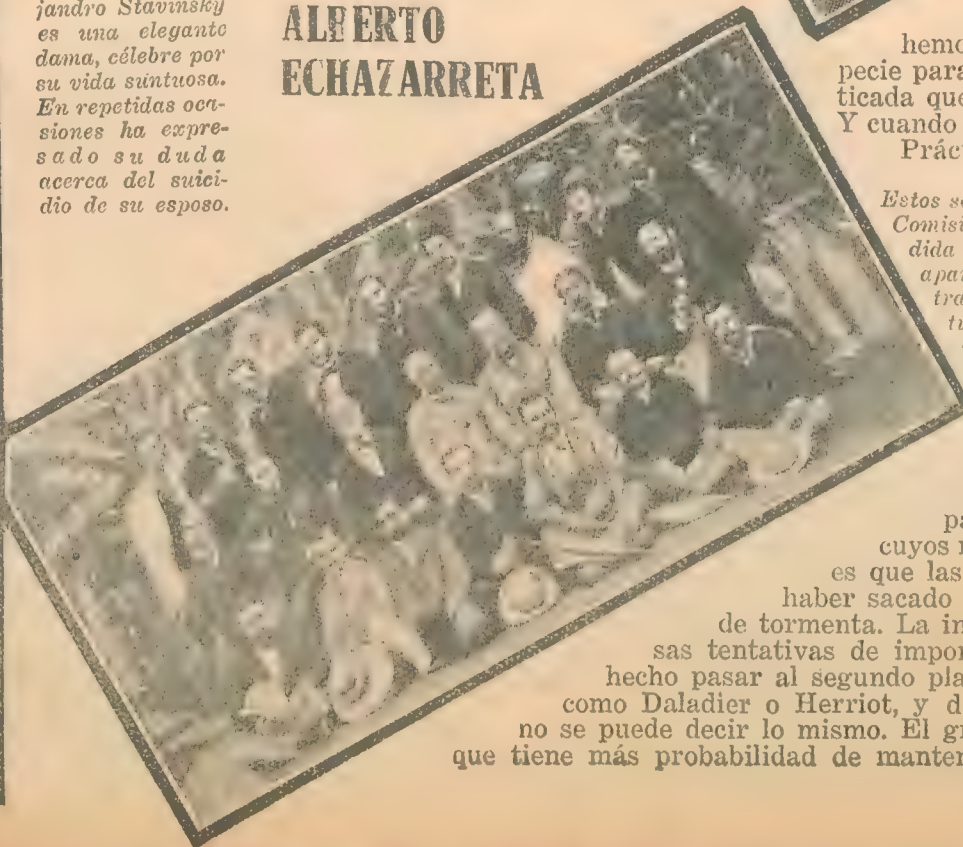 jandro Stavinsky
es una elegante
dama, célebre por
su vida suntuosa.
En repetidas oca-
siones ha expre-
sado su duda
acerca del suici-
dio de su esposo.
ALBERTO
ECHAZARRETA
hemo
pecie para
ticada que
Y cuando
Prác
Estos s
Comisi
dida
apar
tra
tu
pa
cuyos
es que las
haber sacado
de tormenta. La in
sas tentativas de impor
hecho pasar al segundo pla
como Daladier o Herriot, y d
no se puede decir lo mismo. El g
que tiene más probabilidad de manten